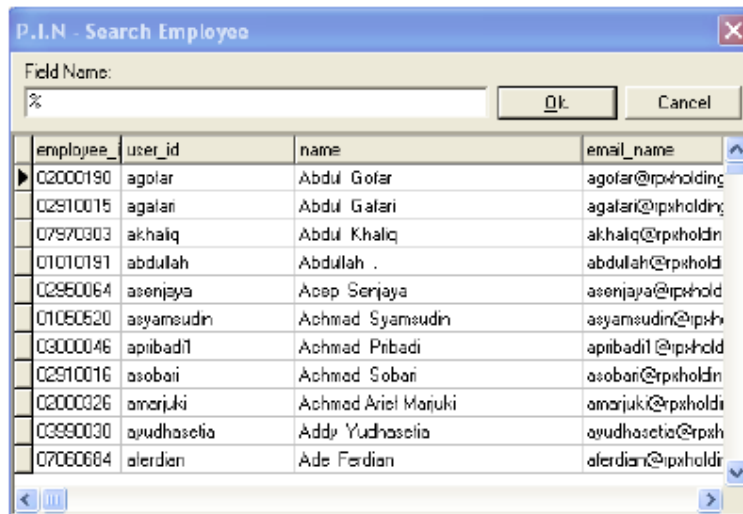 P.I.N - Search Employee
Field Name:
%
Ok
Cancel
employee_i user_id name email_name
02000190 agofar Abdul Gofar agofar@rpxholding
02910015 agafari Abdul Gafari agafari@rpxholding
07970303 akhaliq Abdul Khaliq akhaliq@rpxholdin
01010191 abdullah Abdullah . abdullah@rpxholdi
02950064 asenjaya Acep Senjaya asenjaya@rpxhold
01050520 asyamsudin Achmad Syamsudin asyamsudin@rpxh
03000046 apribadi1 Achmad Pribadi apribadi1@rpxhold
02910016 asobari Achmad Sobari asobari@rpxholdin
02000326 amarjuki Achmad Arief Marjuki amarjuki@rpxholdi
03990030 ayudhasetia Addy Yudhasetia ayudhasetia@rpxh
07060684 aferdian Ade Ferdian aferdian@rpxholdir